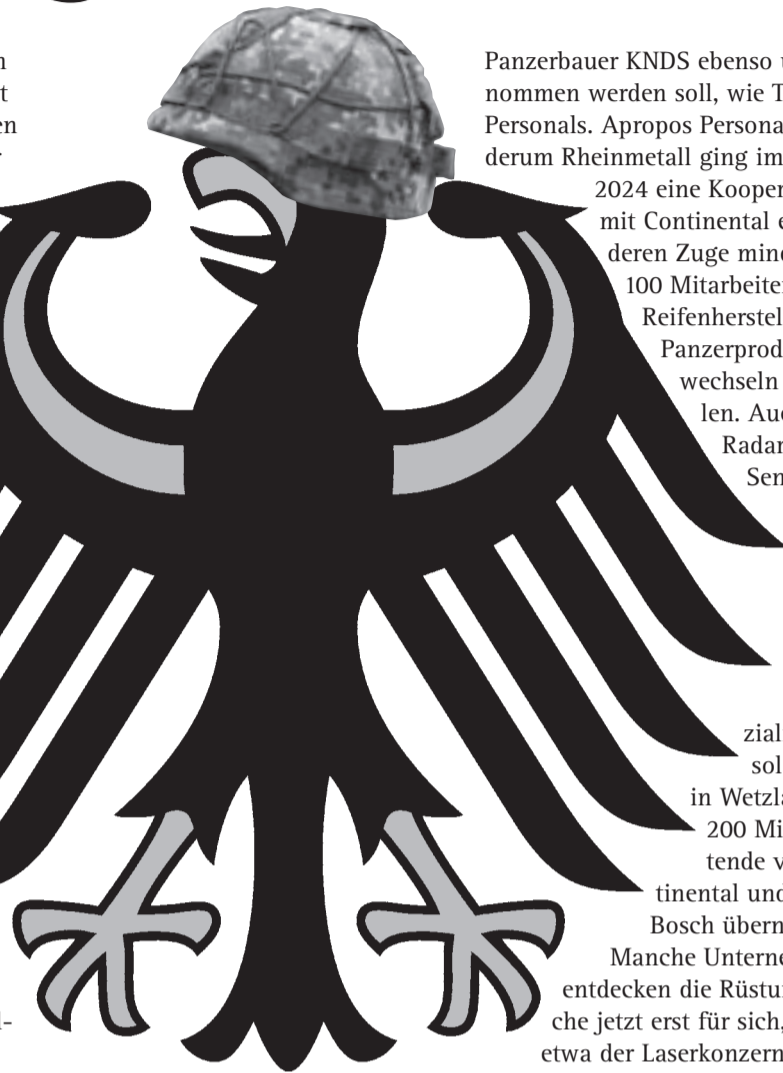 n
t
en
Panzerbauer KNDS ebenso
nommen werden soll, wie T
Personals. Apropos Persona
derum Rheinmetall ging im
2024 eine Kooper
mit Continental e
deren Zuge mind
100 Mitarbeite
Reifenherstel
Panzerprod
wechseln
len. Au
Radar
Sen
zial
sol
in Wetzla
200 Mi
tende v
tinental und
Bosch übern
Manche Unterne
entdecken die Rüstu
che jetzt erst für sich,
etwa der Laserkonzern